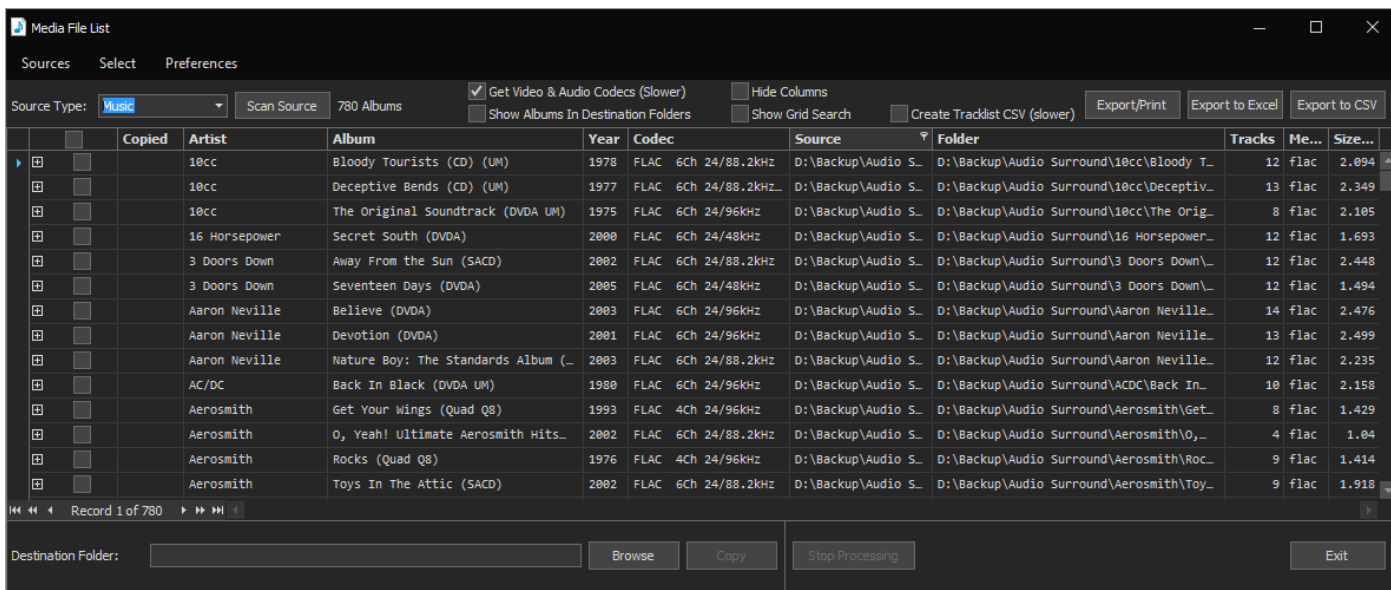 Media File List
Sources Select Preferences
Source Type: Music Scan Source 780 Albums Get Video & Audio Codecs (Slower) Hide Columns
Show Albums In Destination Folders Show Grid Search Create Tracklist CSV (slower) Export/Print Export to Excel Export to CSV
Copied Artist Album Year Codec Source Folder Tracks Me... Size...
10cc Bloody Tourists (CD) (UM) 1978 FLAC 6Ch 24/88.2kHz D:\Backup\Audio S… D:\Backup\Audio Surround\10cc\Bloody T… 12 flac 2.094
10cc Deceptive Bends (CD) (UM) 1977 FLAC 6Ch 24/88.2kHz… D:\Backup\Audio S… D:\Backup\Audio Surround\10cc\Deceptiv… 13 flac 2.349
10cc The Original Soundtrack (DVDA UM) 1975 FLAC 6Ch 24/96kHz D:\Backup\Audio S… D:\Backup\Audio Surround\10cc\The Orig… 8 flac 2.105
16 Horsepower Secret South (DVDA) 2000 FLAC 6Ch 24/48kHz D:\Backup\Audio S… D:\Backup\Audio Surround\16 Horsepower… 12 flac 1.693
3 Doors Down Away From the Sun (SACD) 2002 FLAC 6Ch 24/88.2kHz D:\Backup\Audio S… D:\Backup\Audio Surround\3 Doors Down\… 12 flac 2.448
3 Doors Down Seventeen Days (DVDA) 2005 FLAC 6Ch 24/48kHz D:\Backup\Audio S… D:\Backup\Audio Surround\3 Doors Down\… 12 flac 1.494
Aaron Neville Believe (DVDA) 2003 FLAC 6Ch 24/96kHz D:\Backup\Audio S… D:\Backup\Audio Surround\Aaron Neville… 14 flac 2.476
Aaron Neville Devotion (DVDA) 2001 FLAC 6Ch 24/96kHz D:\Backup\Audio S… D:\Backup\Audio Surround\Aaron Neville… 13 flac 2.499
Aaron Neville Nature Boy: The Standards Album (… 2003 FLAC 6Ch 24/88.2kHz D:\Backup\Audio S… D:\Backup\Audio Surround\Aaron Neville… 12 flac 2.235
AC/DC Back In Black (DVDA UM) 1980 FLAC 6Ch 24/96kHz D:\Backup\Audio S… D:\Backup\Audio Surround\ACDC\Back In… 10 flac 2.158
Aerosmith Get Your Wings (Quad Q8) 1993 FLAC 4Ch 24/96kHz D:\Backup\Audio S… D:\Backup\Audio Surround\Aerosmith\Get… 8 flac 1.429
Aerosmith O, Yeah! Ultimate Aerosmith Hits… 2002 FLAC 6Ch 24/88.2kHz D:\Backup\Audio S… D:\Backup\Audio Surround\Aerosmith\O,… 4 flac 1.04
Aerosmith Rocks (Quad Q8) 1976 FLAC 4Ch 24/96kHz D:\Backup\Audio S… D:\Backup\Audio Surround\Aerosmith\Roc… 9 flac 1.414
Aerosmith Toys In The Attic (SACD) 2002 FLAC 6Ch 24/88.2kHz D:\Backup\Audio S… D:\Backup\Audio Surround\Aerosmith\Toy… 9 flac 1.918
Record 1 of 780
Destination Folder: Browse Copy Stop Processing Exit